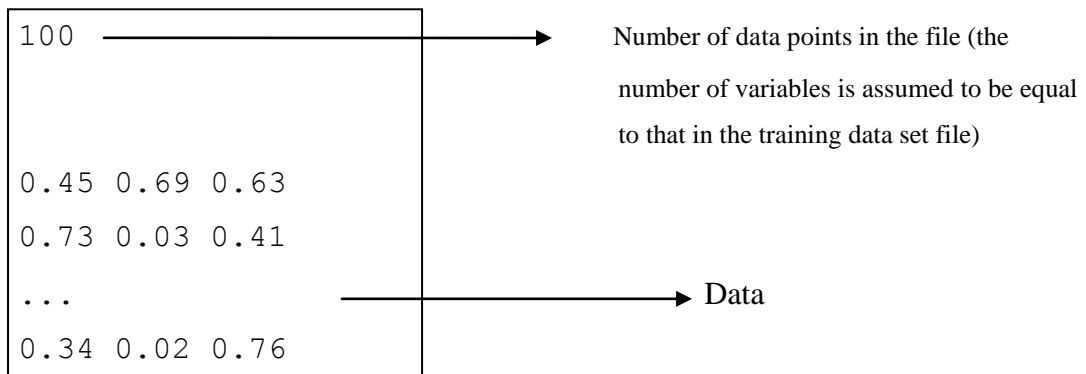 100
Number of data points in the file (the
number of variables is assumed to be equal
to that in the training data set file)
0.45 0.69 0.63
0.73 0.03 0.41
...
Data
0.34 0.02 0.76